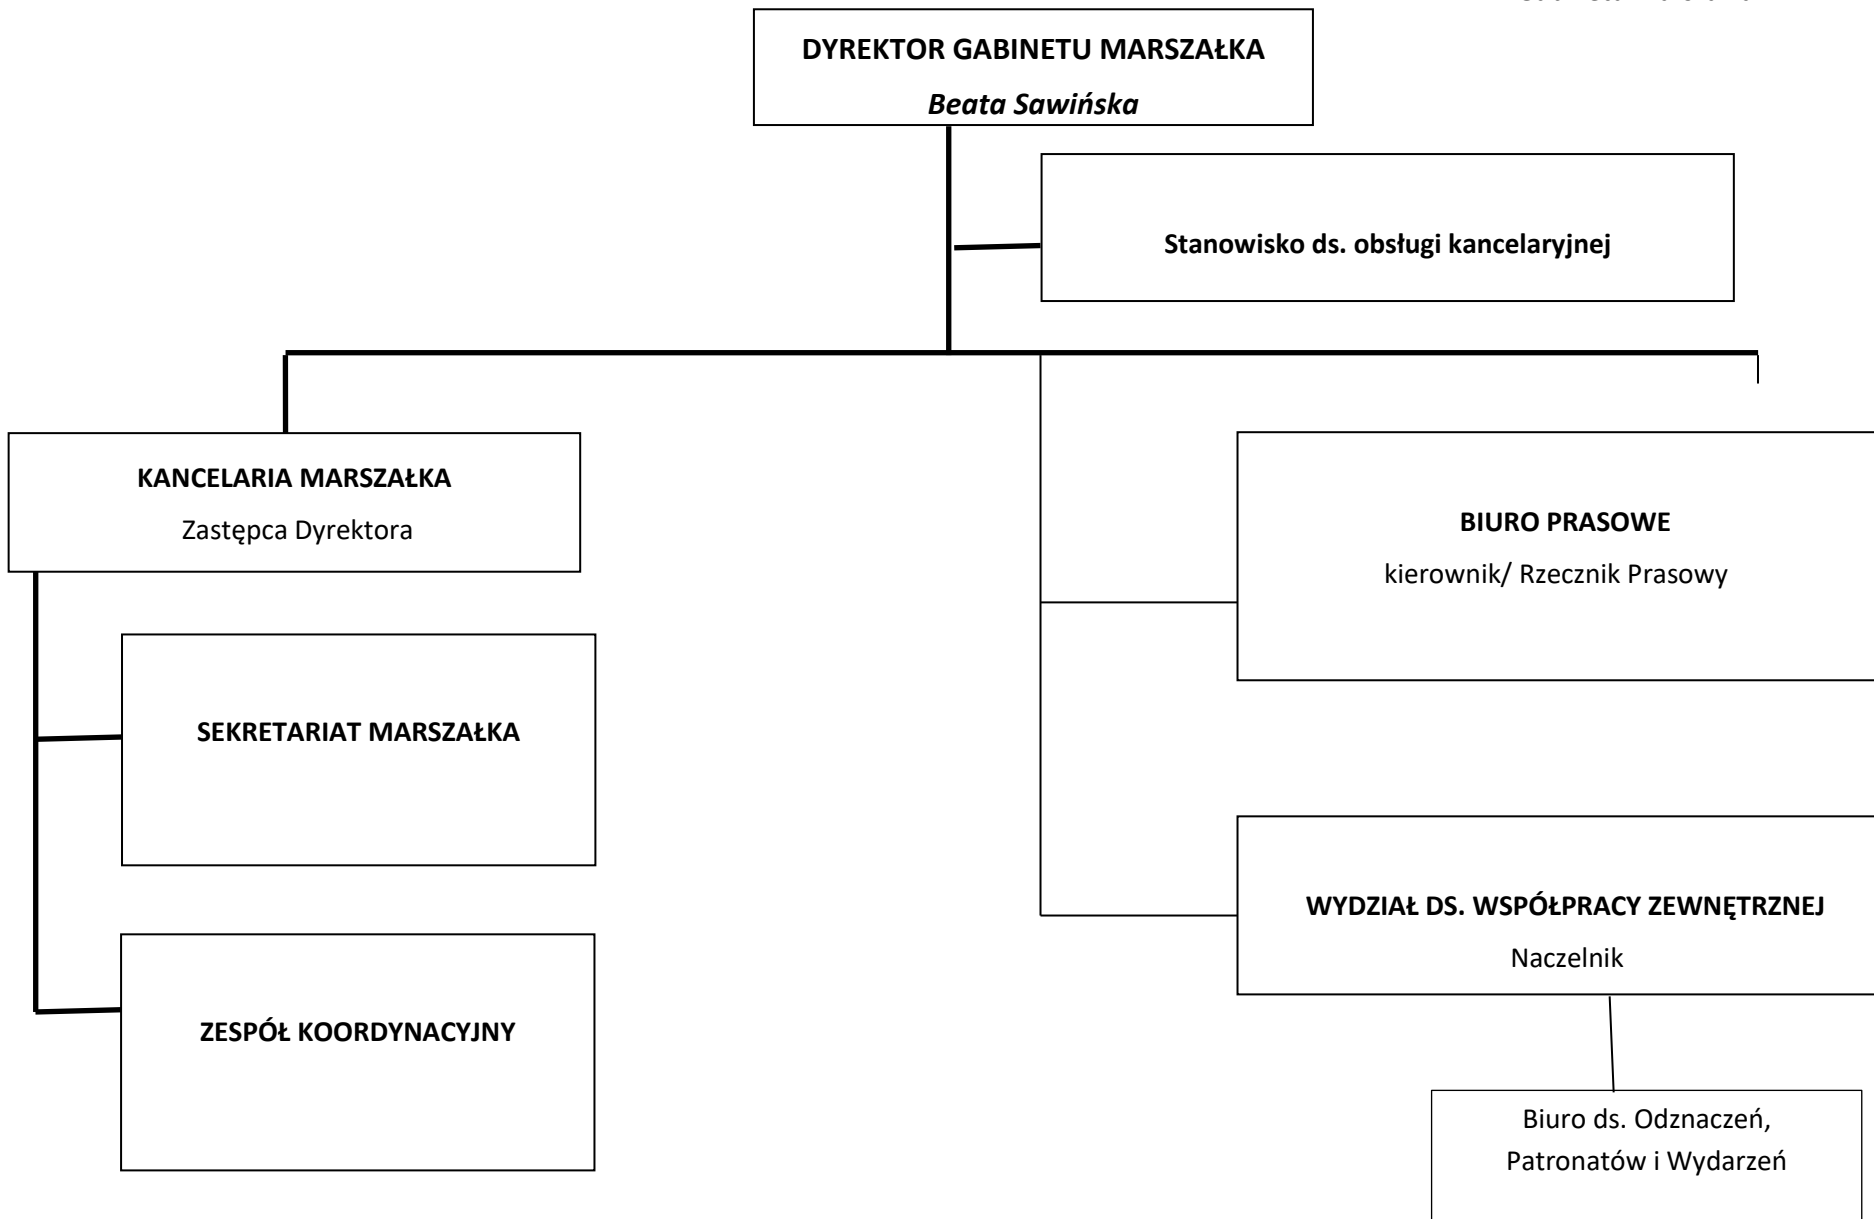 DYREKTOR GABINETU MARSZAŁKA
Beata Sawińska
Stanowisko ds. obsługi kancelaryjnej
KANCELARIA MARSZAŁKA
Zastępca Dyrektora
BIURO PRASOWE
kierownik/ Rzecznik Prasowy
SEKRETARIAT MARSZAŁKA
WYDZIAŁ DS. WSPÓŁPRACY ZEWNĘTRZNEJ
Naczelnik
ZESPÓŁ KOORDYNACYJNY
Biuro ds. Odznaczeń,
Patronatów i Wydarzeń